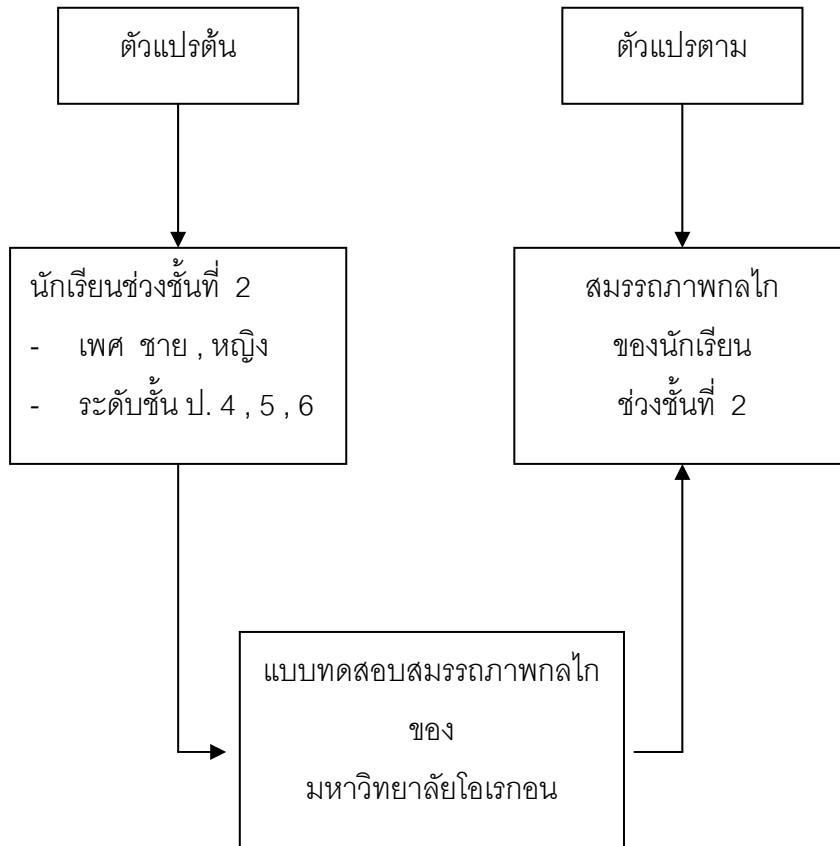 ตัวแปรต้น
ตัวแปรตาม
นักเรียนช่วงชั้นที่ 2
- เพศ ชาย , หญิง
- ระดับชั้น ป. 4 , 5 , 6
สมรรถภาพกลไก
ของนักเรียน
ช่วงชั้นที่ 2
แบบทดสอบสมรรถภาพกลไก
ของ
มหาวิทยาลัยโอเรกอน